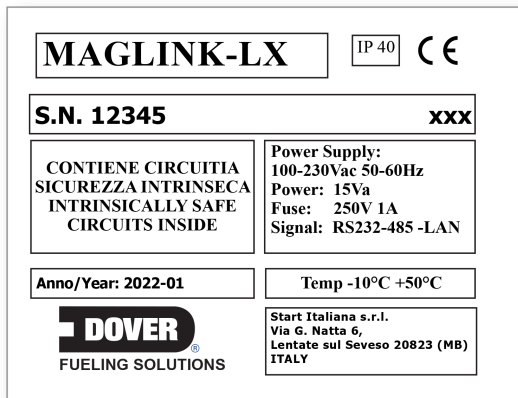 MAGLINK-LX
IP 40
CE
S.N. 12345
xxx
CONTIENE CIRCUITIA
SICUREZZA INTRINSECA
INTRINSICALLY SAFE
CIRCUITS INSIDE
Power Supply:
100-230Vac 50-60Hz
Power: 15Va
Fuse: 250V 1A
Signal: RS232-485 -LAN
Anno/Year: 2022-01
Temp -10°C +50°C
DOVER®
FUELING SOLUTIONS
Start Italiana s.r.l.
Via G. Natta 6,
Lentate sul Seveso 20823 (MB)
ITALY